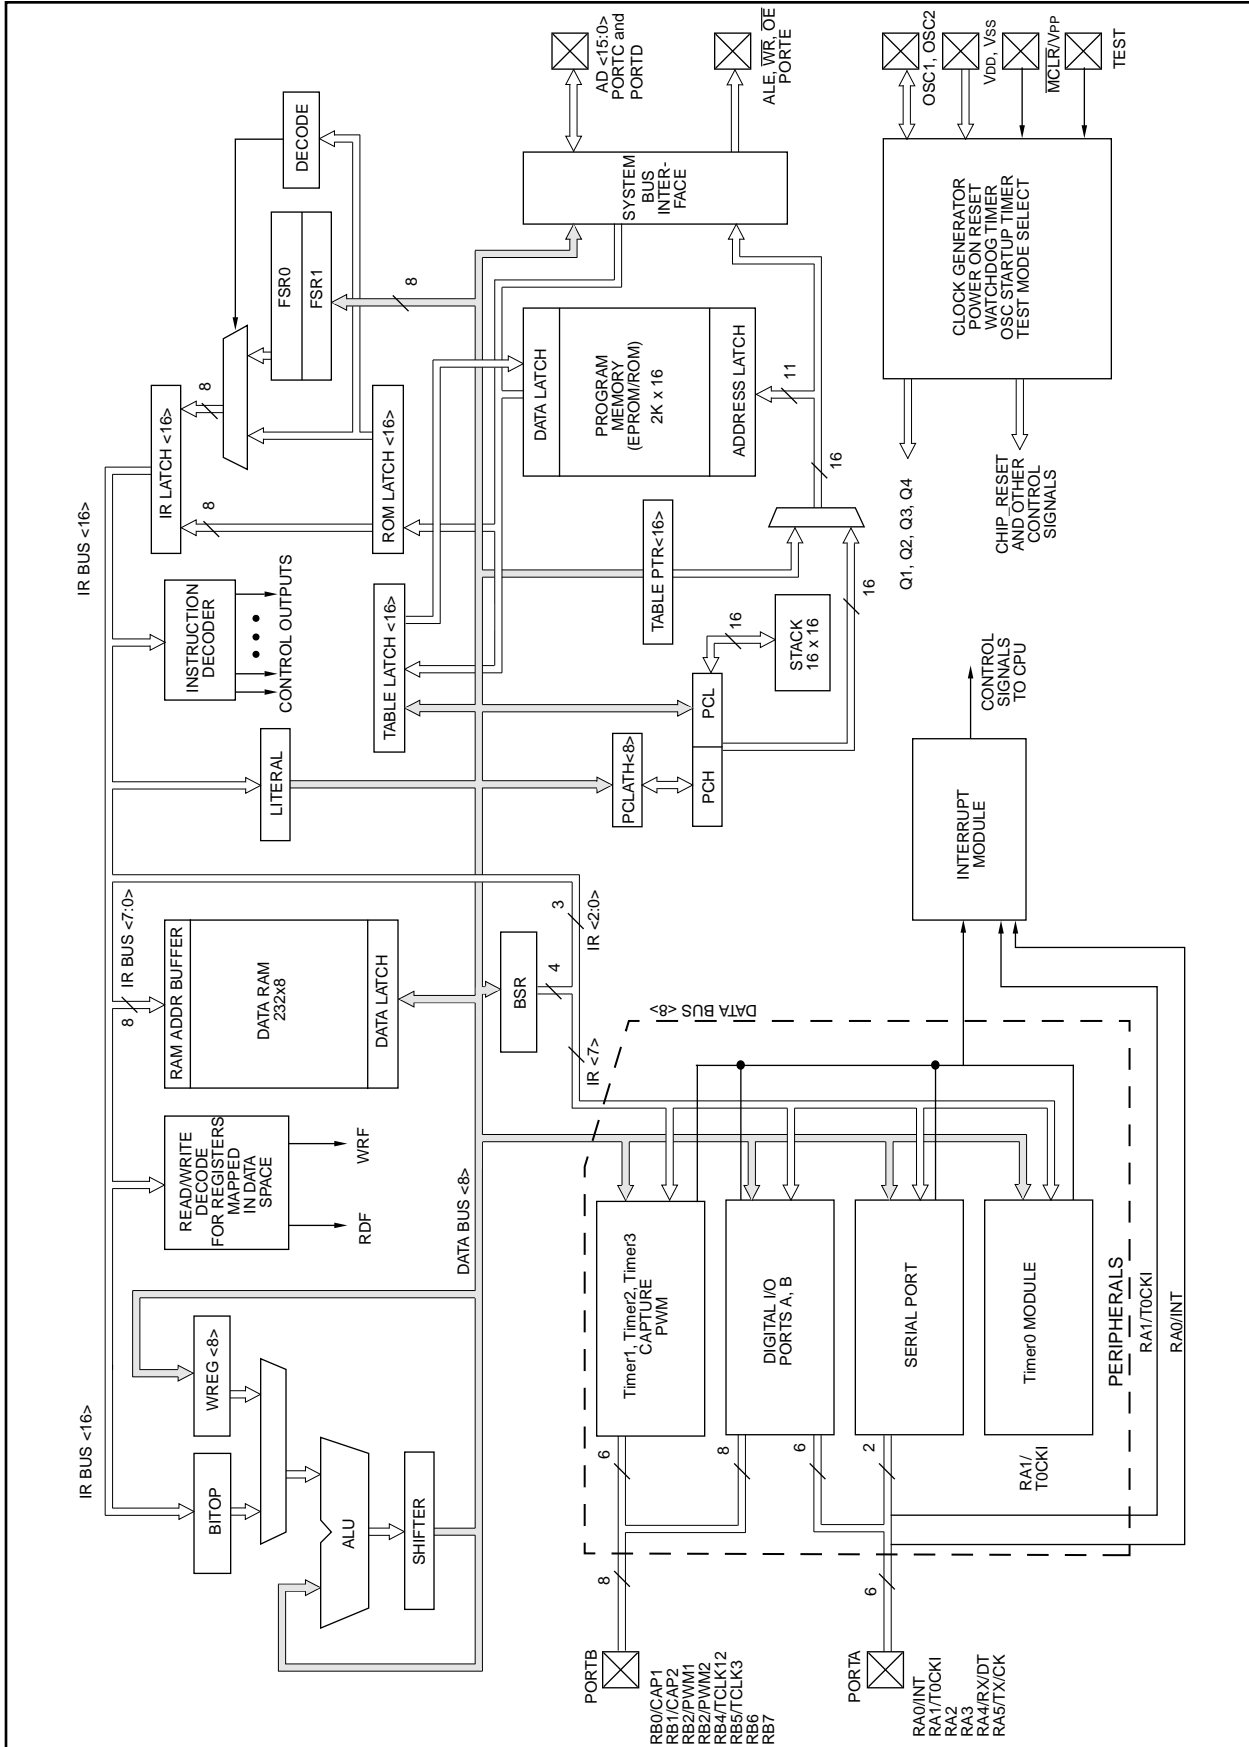 IR BUS <16>
BITOP
WREG <8>
ALU
SHIFTER
READ/WRITE
DECODE
FOR REGISTERS
MAPPED
IN DATA
SPACE
RDF
WRF
8
IR BUS <7:0>
RAM ADDR BUFFER
DATA RAM
232x8
DATA LATCH
LITERAL
INSTRUCTION
DECODER
CONTROL OUTPUTS
IR BUS <16>
IR LATCH <16>
8
8
ROM LATCH <16>
FSR0
FSR1
DECODE
8
TABLE LATCH <16>
DATA BUS <8>
BSR
4
3
IR <2:0>
IR <7>
DATA BUS <8>
PCLATH<8>
PCH
PCL
16
STACK
16 x 16
TABLE PTR<16>
16
16
DATA LATCH
PROGRAM
MEMORY
(EPROM/ROM)
2K x 16
ADDRESS LATCH
11
SYSTEM
BUS
INTER-
FACE
AD <15:0>
PORTC and
PORTD
ALE, WR, OE
PORTE
PORTB
RB0/CAP1
RB1/CAP2
RB2/PWM1
RB2/PWM2
RB4/TCLK12
RB5/TCLK3
RB6
RB7
8
6
8
Timer1, Timer2, Timer3
CAPTURE
PWM
DIGITAL I/O
PORTS A, B
6
2
SERIAL PORT
Timer0 MODULE
RA1/
T0CKI
PERIPHERALS
PORTA
RA0/INT
RA1/T0CKI
RA2
RA3
RA4/RX/DT
RA5/TX/CK
6
RA1/T0CKI
RA0/INT
INTERRUPT
MODULE
CONTROL
SIGNALS
TO CPU
Q1, Q2, Q3, Q4
CHIP_RESET
AND OTHER
CONTROL
SIGNALS
CLOCK GENERATOR
POWER ON RESET
WATCHDOG TIMER
OSC STARTUP TIMER
TEST MODE SELECT
OSC1, OSC2
VDD, VSS
MCLR/VPP
TEST